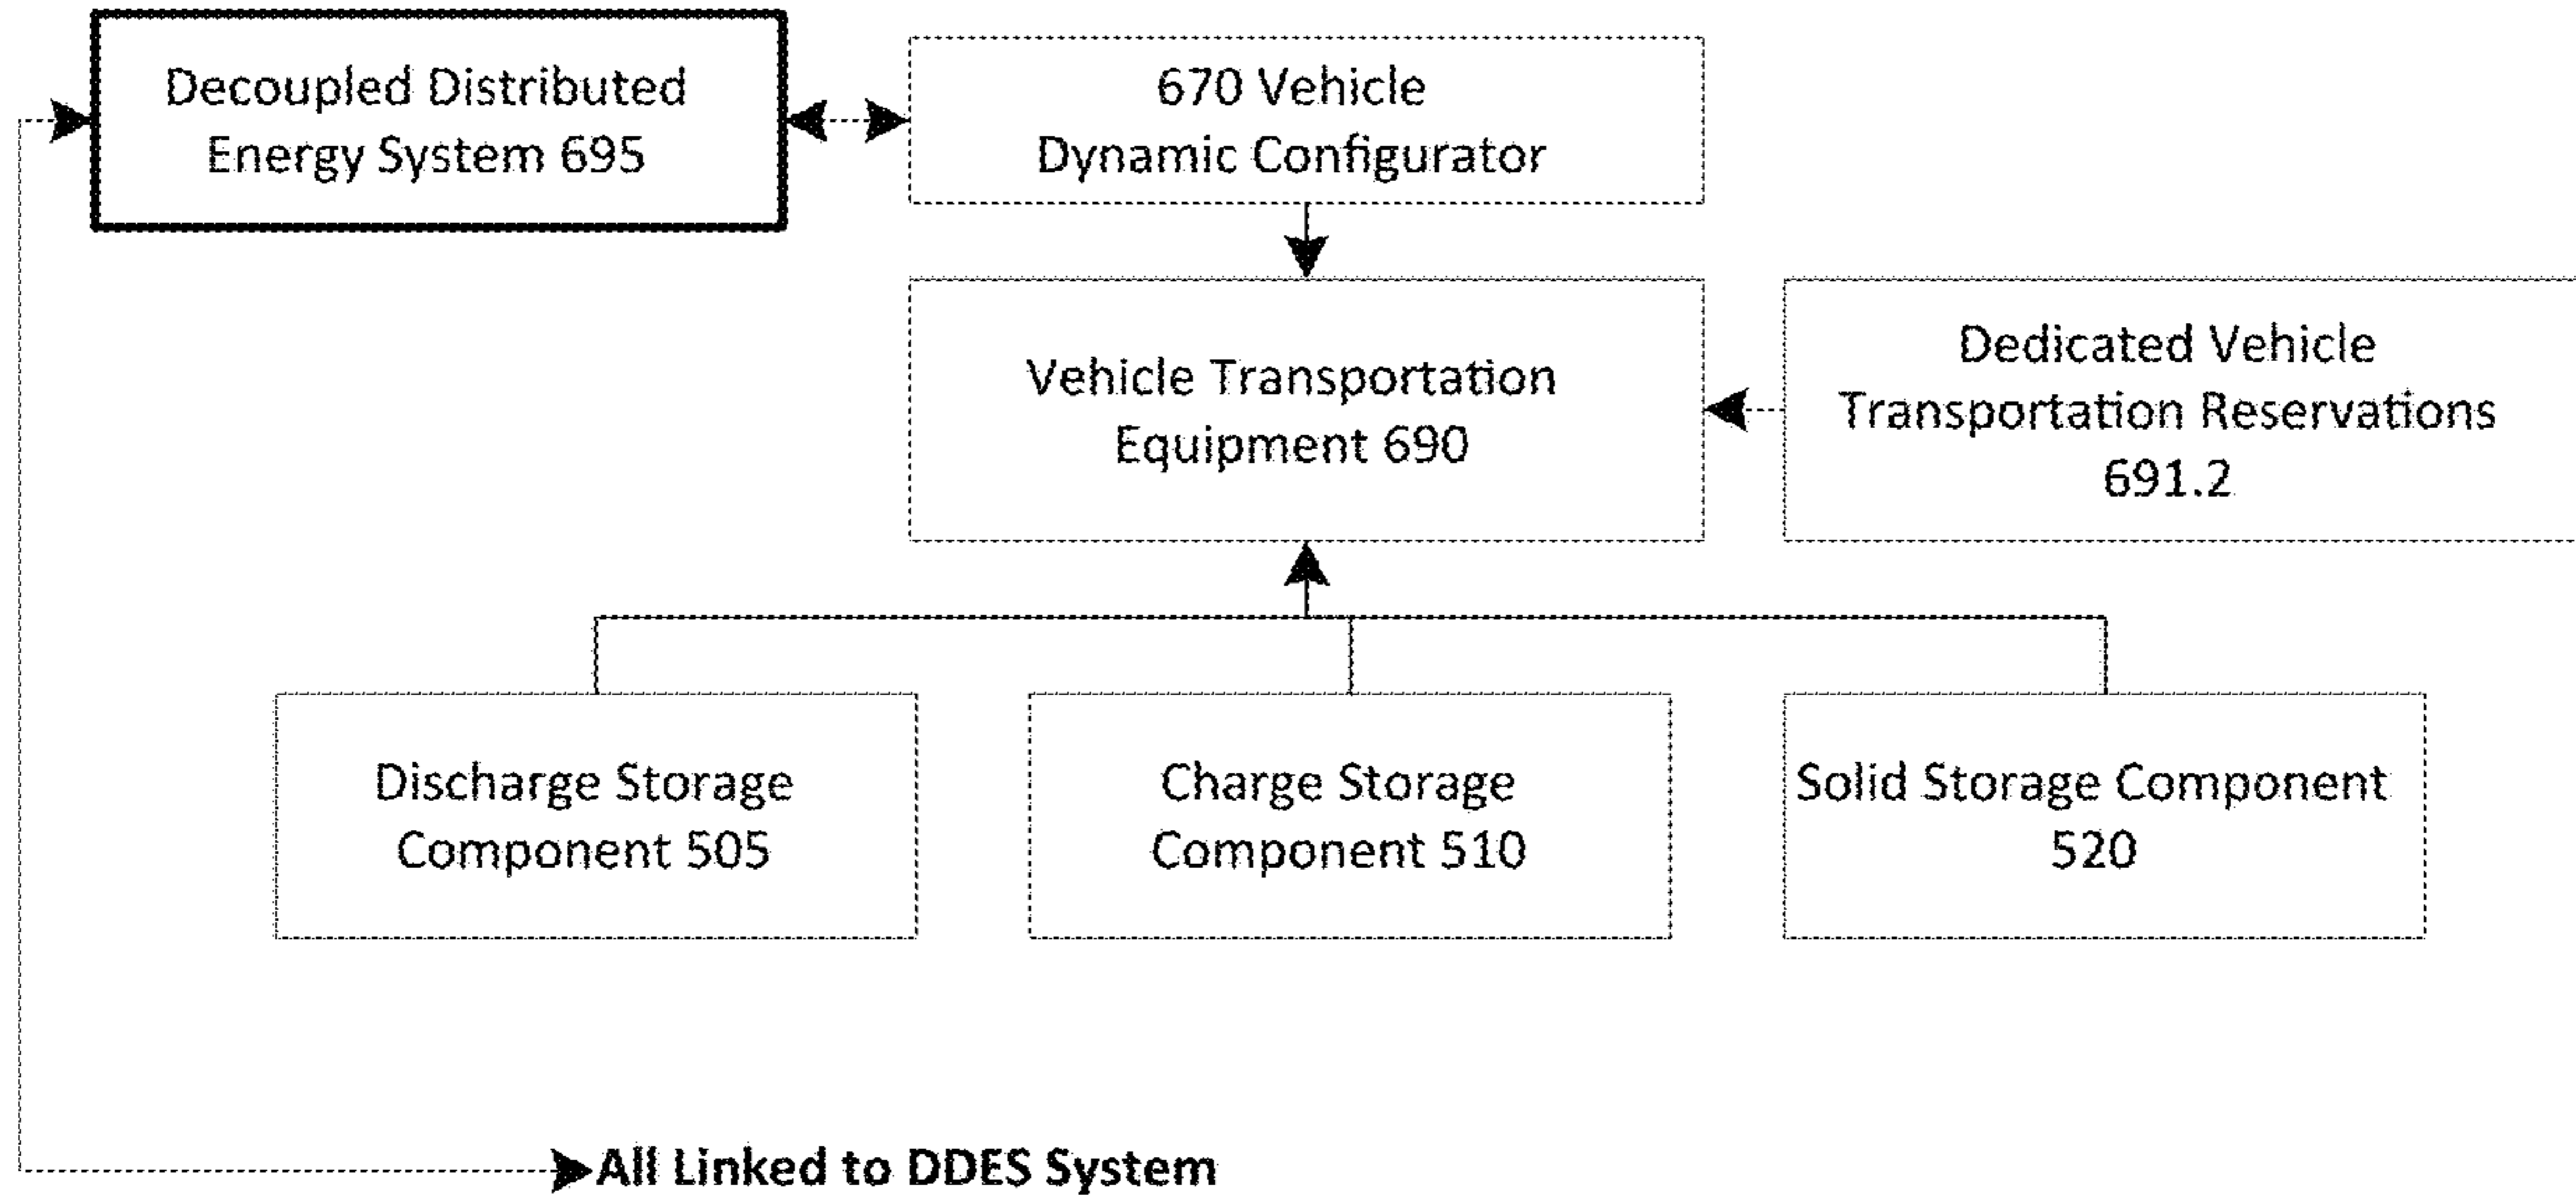 Decoupled Distributed
Energy System 695
670 Vehicle
Dynamic Configurator
Vehicle Transportation
Equipment 690
Dedicated Vehicle
Transportation Reservations
691.2
Discharge Storage
Component 505
Charge Storage
Component 510
Solid Storage Component
520
All Linked to DDES System